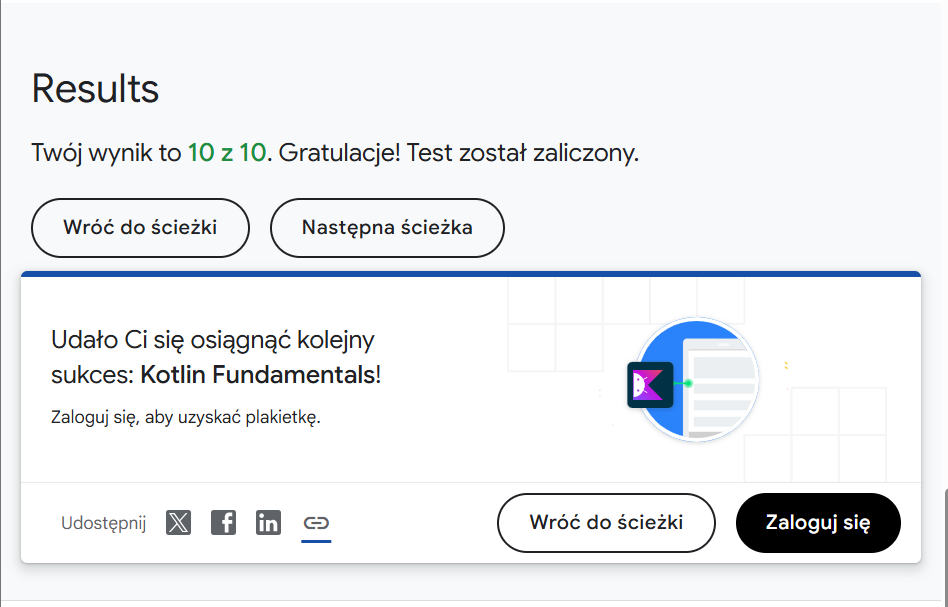 Results
Twój wynik to 10 z 10. Gratulacje! Test został zaliczony.
Wróć do ścieżki
Następna ścieżka
Udało Ci się osiągnąć kolejny
sukces: Kotlin Fundamentals!
Zaloguj się, aby uzyskać plakietkę.
Udostępnij
Wróć do ścieżki
Zaloguj się